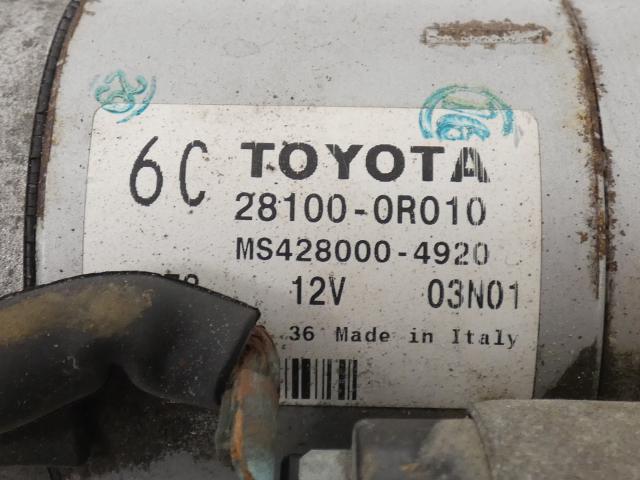 6C TOYOTA
28100-0R010
MS428000-4920
12V 03N01
36 Made in Italy